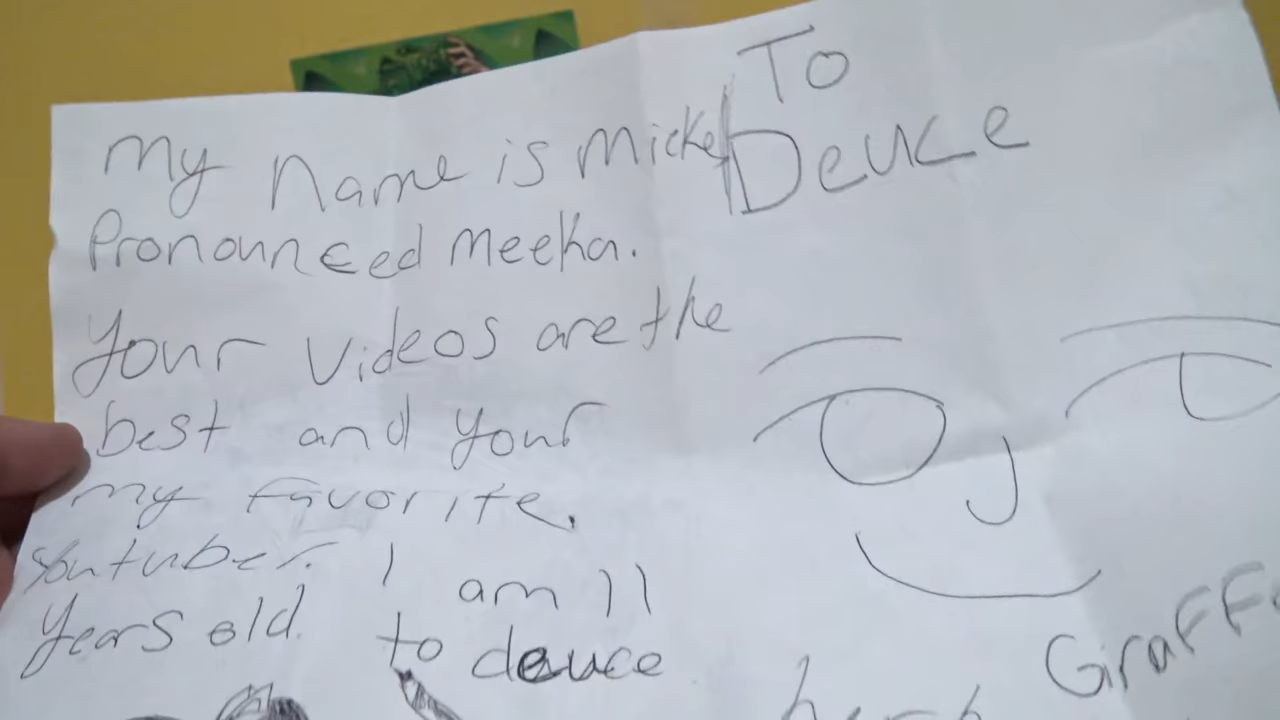 To
Deuce
My name is Micke
Pronounced Meeka.
Your videos are the
best and your
my favorite.
Youtuber. I am 11
years old.
to deuce
Giraffe